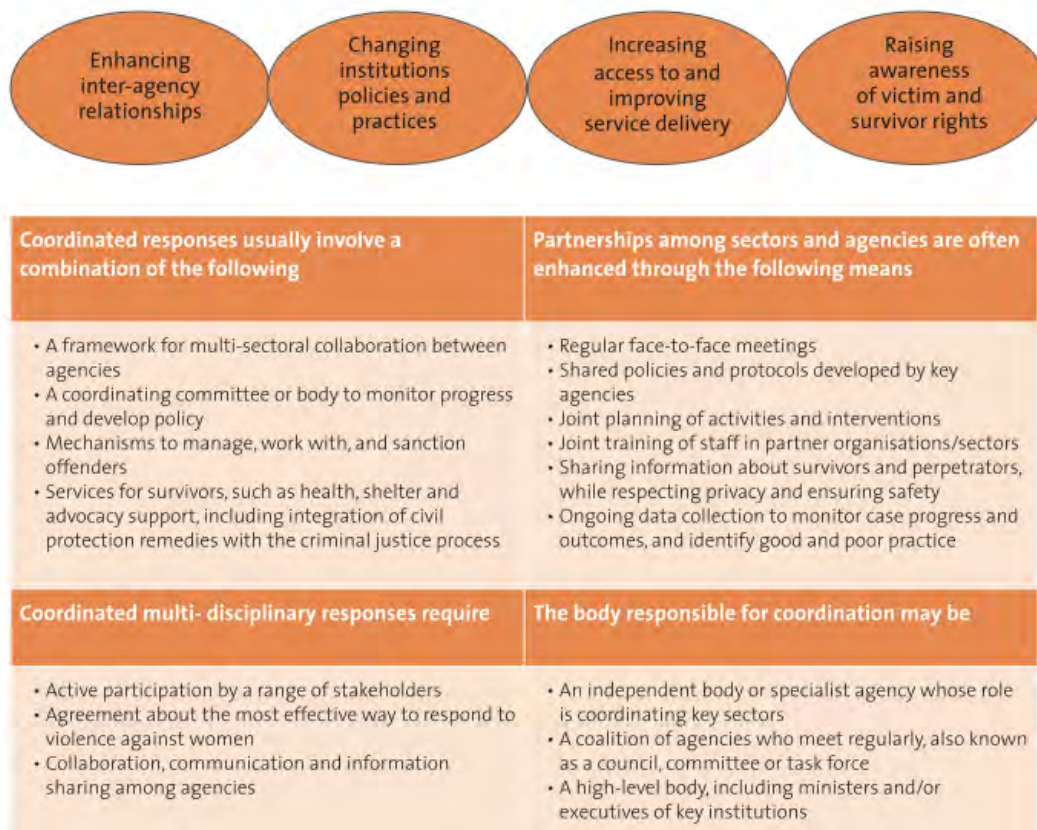 Enhancing
inter-agency
relationships
Changing
institutions
policies and
practices
Increasing
access to and
improving
service delivery
Raising
awareness
of victim and
survivor rights
Coordinated responses usually involve a
combination of the following
• A framework for multi-sectoral collaboration between
agencies
• A coordinating committee or body to monitor progress
and develop policy
• Mechanisms to manage, work with, and sanction
offenders
• Services for survivors, such as health, shelter and
advocacy support, including integration of civil
protection remedies with the criminal justice process
Partnerships among sectors and agencies are often
enhanced through the following means
• Regular face-to-face meetings
• Shared policies and protocols developed by key
agencies
• Joint planning of activities and interventions
• Joint training of staff in partner organisations/sectors
• Sharing information about survivors and perpetrators,
while respecting privacy and ensuring safety
• Ongoing data collection to monitor case progress and
outcomes, and identify good and poor practice
Coordinated multi- disciplinary responses require
• Active participation by a range of stakeholders
• Agreement about the most effective way to respond to
violence against women
• Collaboration, communication and information
sharing among agencies
The body responsible for coordination may be
• An independent body or specialist agency whose role
is coordinating key sectors
• A coalition of agencies who meet regularly, also known
as a council, committee or task force
• A high-level body, including ministers and/or
executives of key institutions